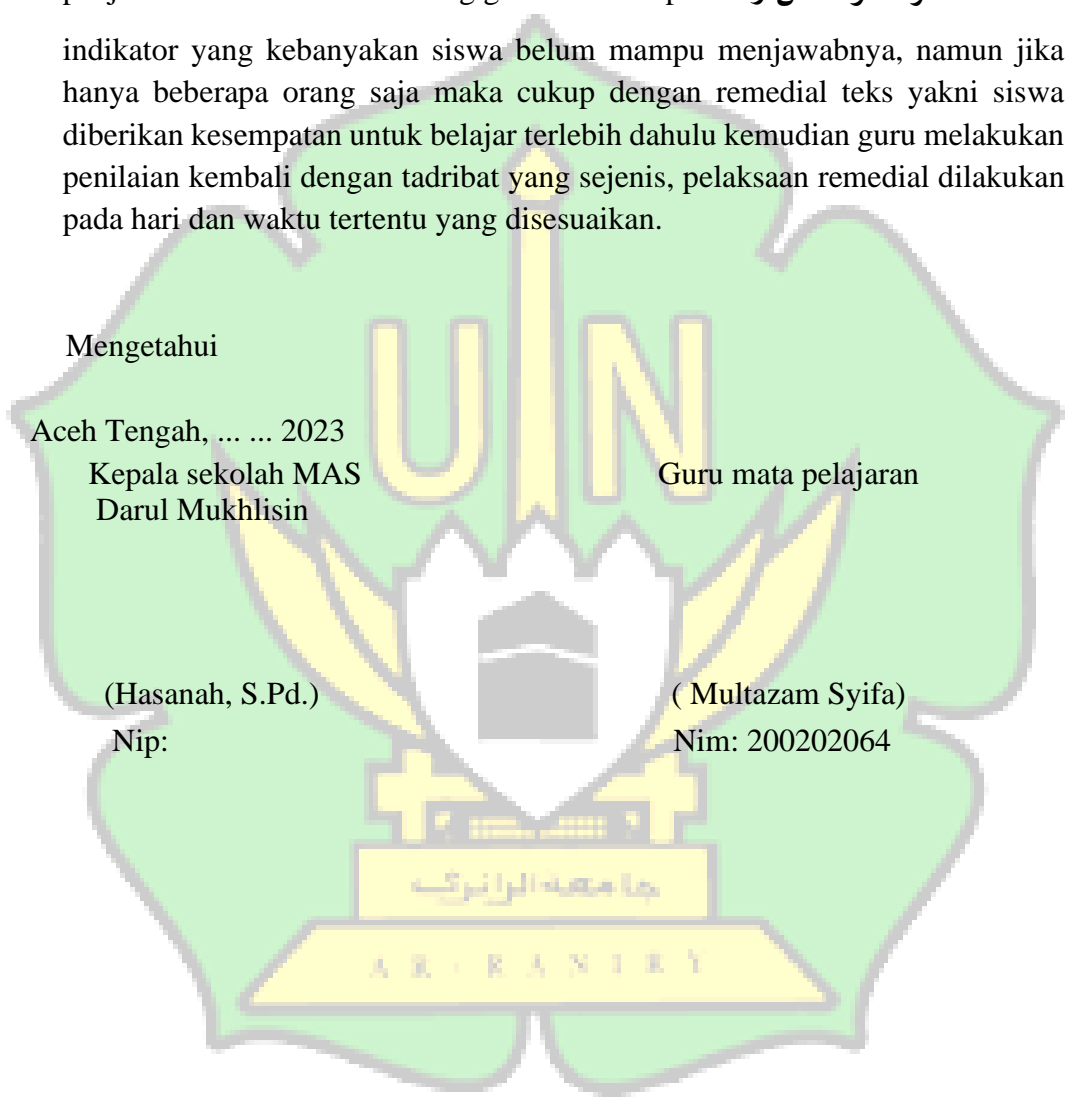 indikator yang kebanyakan siswa belum mampu menjawabnya, namun jika
hanya beberapa orang saja maka cukup dengan remedial teks yakni siswa
diberikan kesempatan untuk belajar terlebih dahulu kemudian guru melakukan
penilaian kembali dengan tadribat yang sejenis, pelaksaan remedial dilakukan
pada hari dan waktu tertentu yang disesuaikan.
Mengetahui
Aceh Tengah, ... ... 2023
Kepala sekolah MAS Guru mata pelajaran
Darul Mukhlisin
(Hasanah, S.Pd.) ( Multazam Syifa)
Nip: Nim: 200202064
UIN
جامعة الرانري
AR-RANIRY